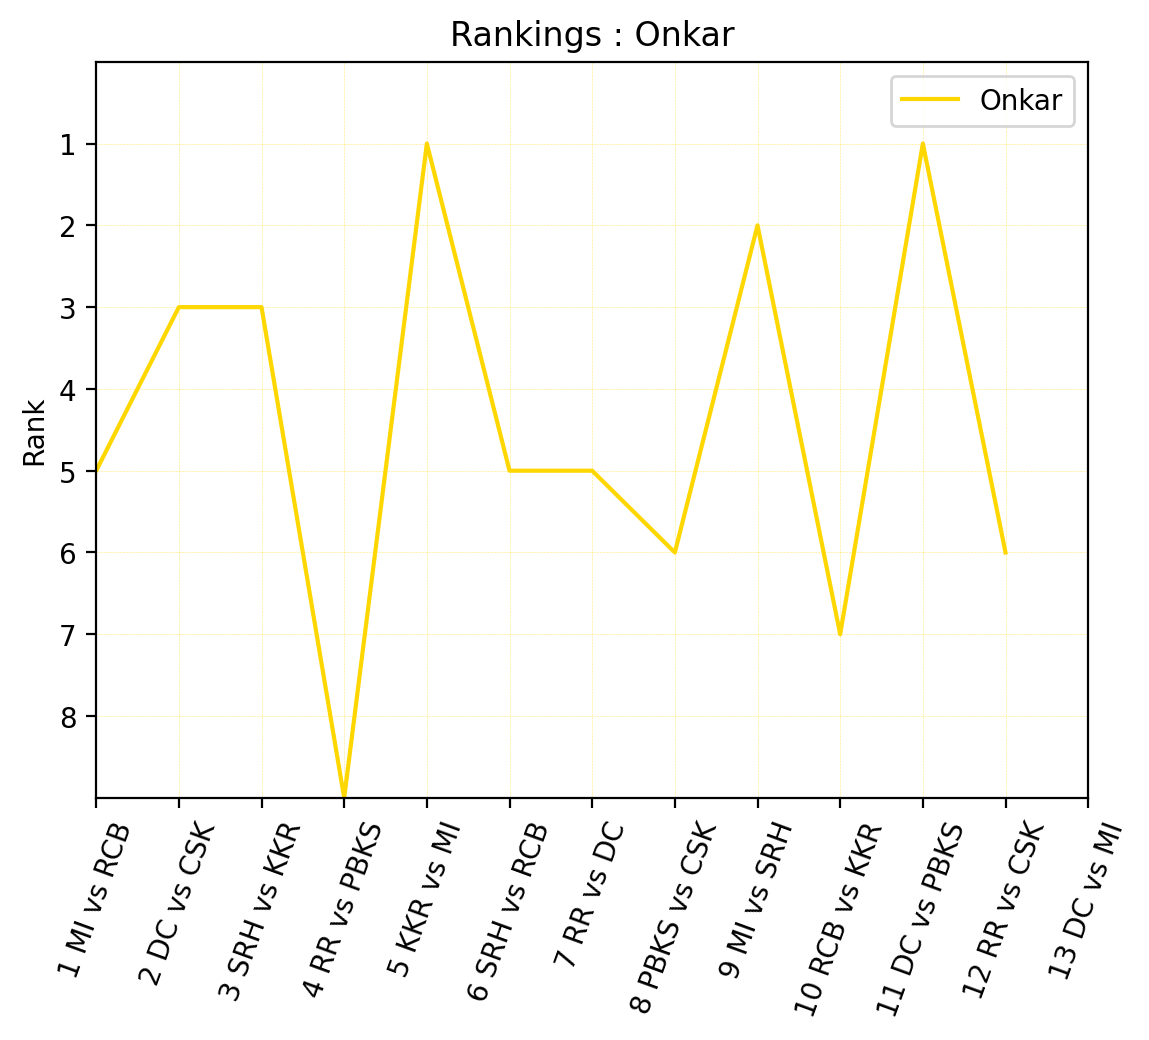 Rankings : Onkar
Onkar
Rank
1
2
3
4
5
6
7
8
1 MI vs RCB
2 DC vs CSK
3 SRH vs KKR
4 RR vs PBKS
5 KKR vs MI
6 SRH vs RCB
7 RR vs DC
8 PBKS vs CSK
9 MI vs SRH
10 RCB vs KKR
11 DC vs PBKS
12 RR vs CSK
13 DC vs MI